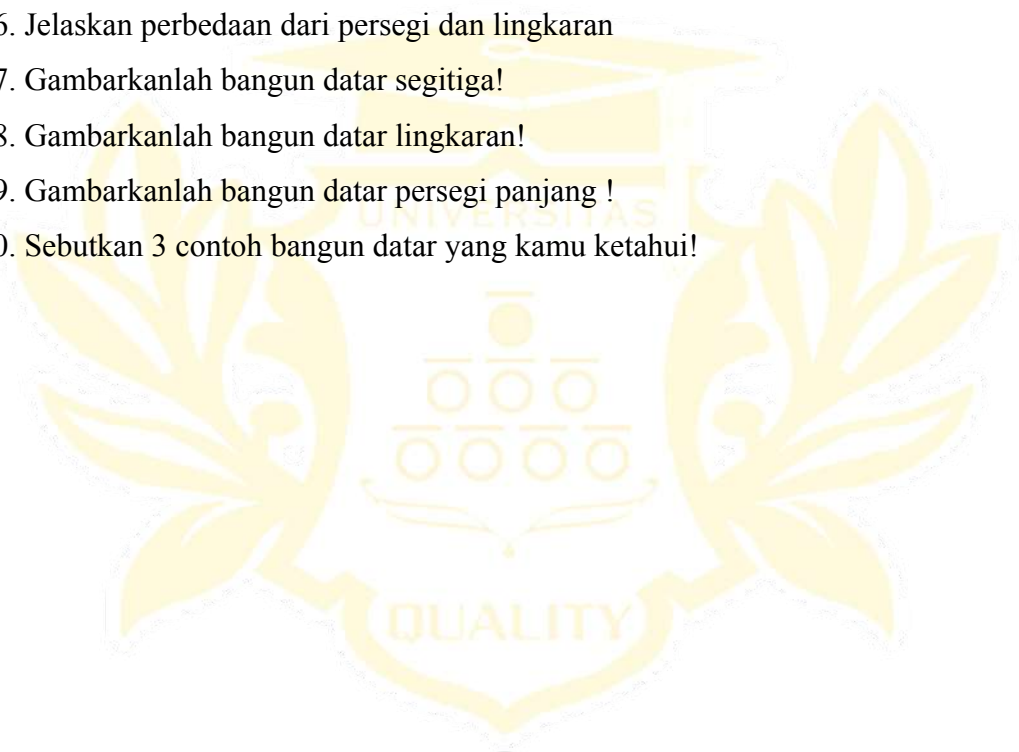 6. Jelaskan perbedaan dari persegi dan lingkaran
7. Gambarkanlah bangun datar segitiga!
8. Gambarkanlah bangun datar lingkaran!
9. Gambarkanlah bangun datar persegi panjang !
0. Sebutkan 3 contoh bangun datar yang kamu ketahui!
UNIVERSITAS
QUALITY